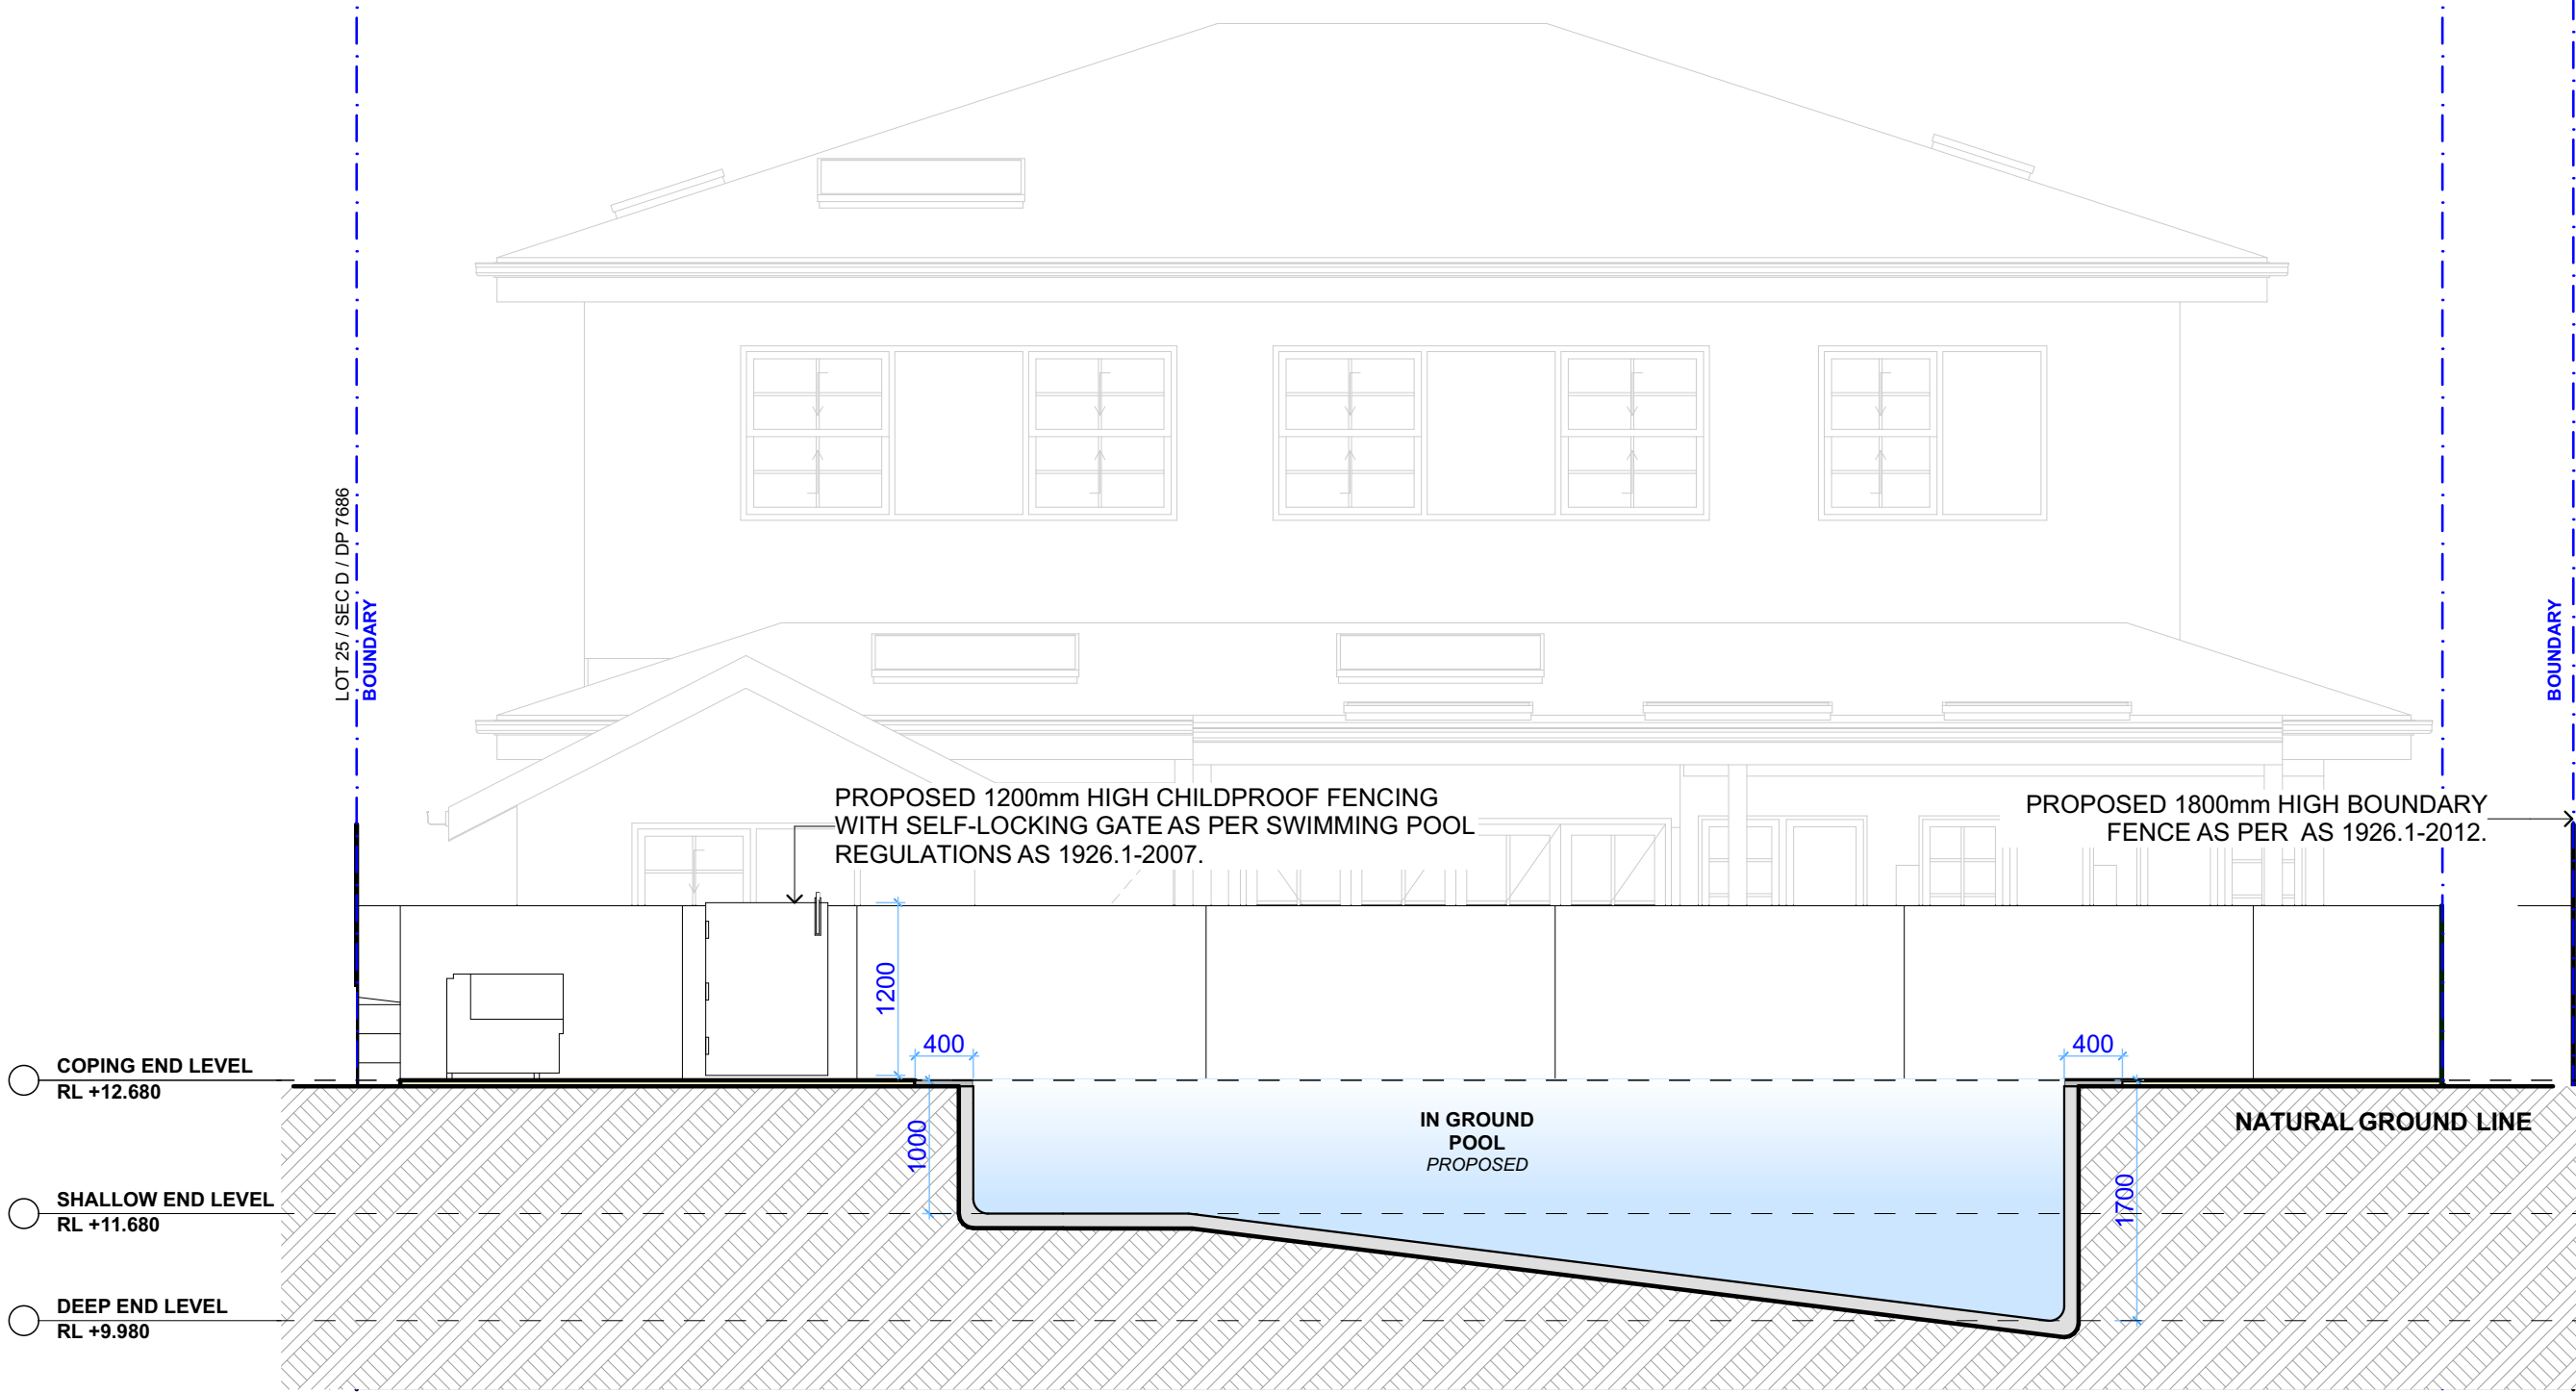 LOT 25 / SEC D / DP 7686
BOUNDARY
BOUNDARY
PROPOSED 1200mm HIGH CHILDPROOF FENCING
WITH SELF-LOCKING GATE AS PER SWIMMING POOL
REGULATIONS AS 1926.1-2007.
PROPOSED 1800mm HIGH BOUNDARY
FENCE AS PER AS 1926.1-2012.
1200
400
400
COPING END LEVEL
RL +12.680
IN GROUND
POOL
PROPOSED
NATURAL GROUND LINE
1000
1700
SHALLOW END LEVEL
RL +11.680
DEEP END LEVEL
RL +9.980